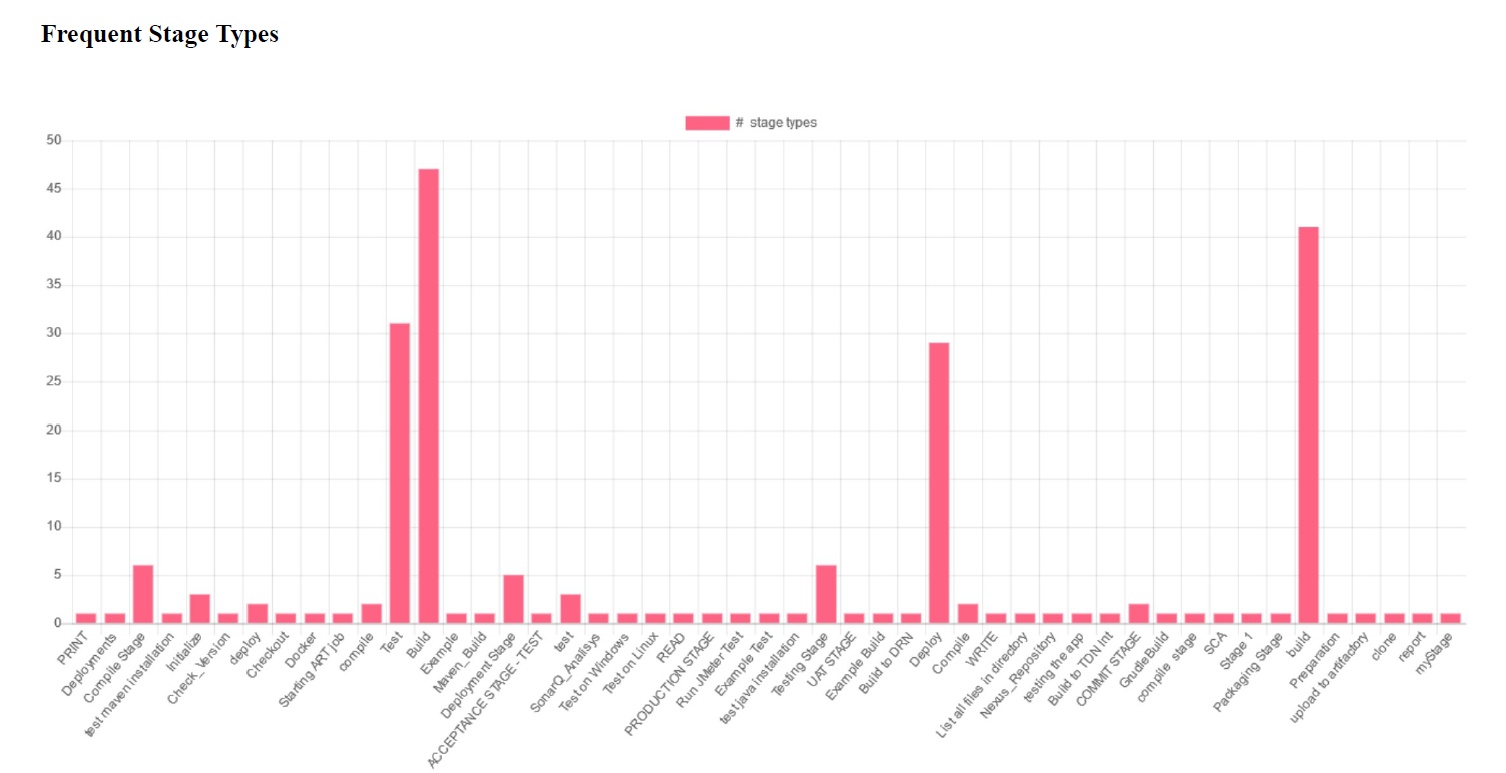 Frequent Stage Types
# stage types
50
45
40
35
30
25
20
15
10
5
0
PRINT
Deployments
Compile Stage
test maven installation
Initialize
Check_Version
deploy
Checkout
Docker
Starting ART job
compile
Test
Build
Example
Maven_Build
Deployment Stage
ACCEPTANCE STAGE - TEST
test
SonarQ_Analisys
Test on Windows
Test on Linux
READ
PRODUCTION STAGE
Run JMeter Test
Example Test
test java installation
Testing Stage
UAT STAGE
Example Build
Build to DRN
Deploy
Compile
WRITE
List all files in directory
Nexus_Repository
testing the app
Build to TDN Int
COMMIT STAGE
GrudleBuild
compile_stage
SCA
Stage 1
Packaging Stage
build
Preparation
upload to artifactory
clone
report
myStage